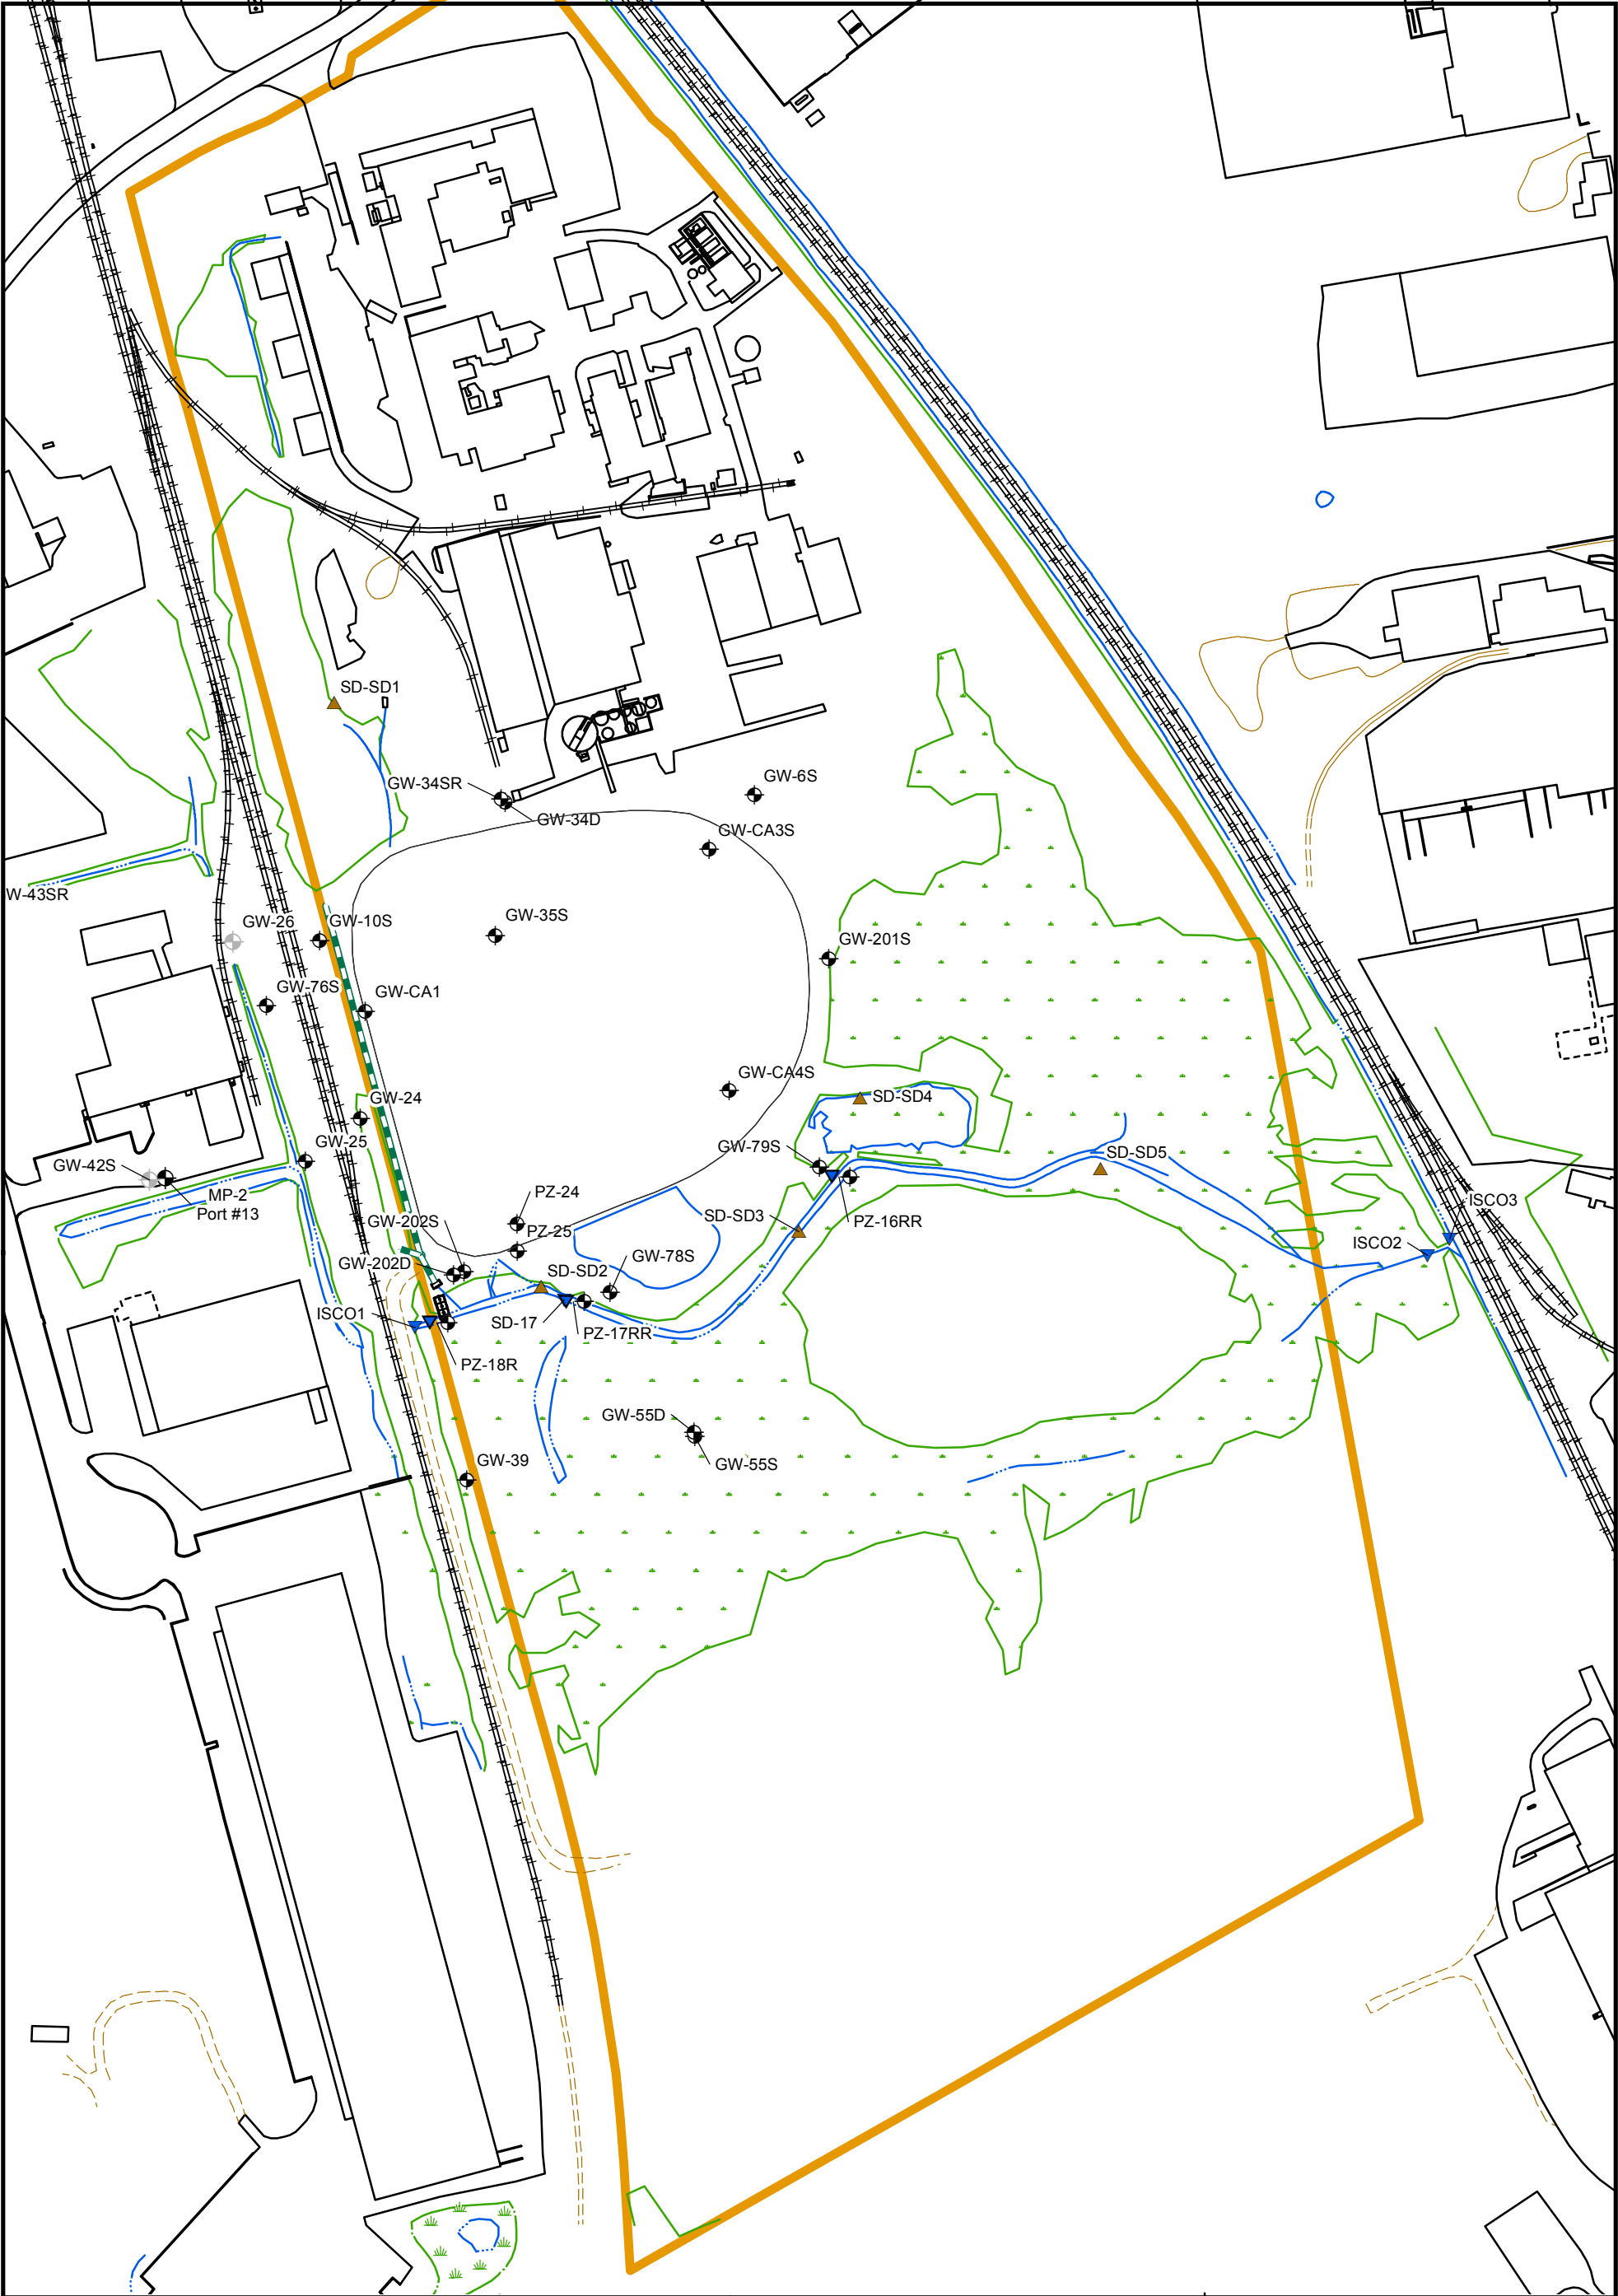 SD-SD1
GW-6S
GW-34SR
GW-34D
GW-CA3S
W-43SR
GW-26
GW-10S
GW-35S
GW-201S
GW-76S
GW-CA1
GW-CA4S
GW-24
SD-SD4
GW-25
GW-79S
SD-SD5
GW-42S
MP-2
Port #13
PZ-24
ISCO3
GW-202S
SD-SD3
PZ-16RR
PZ-25
ISCO2
GW-78S
GW-202D
SD-SD2
ISCO1
SD-17
PZ-17RR
PZ-18R
GW-55D
GW-39
GW-55S